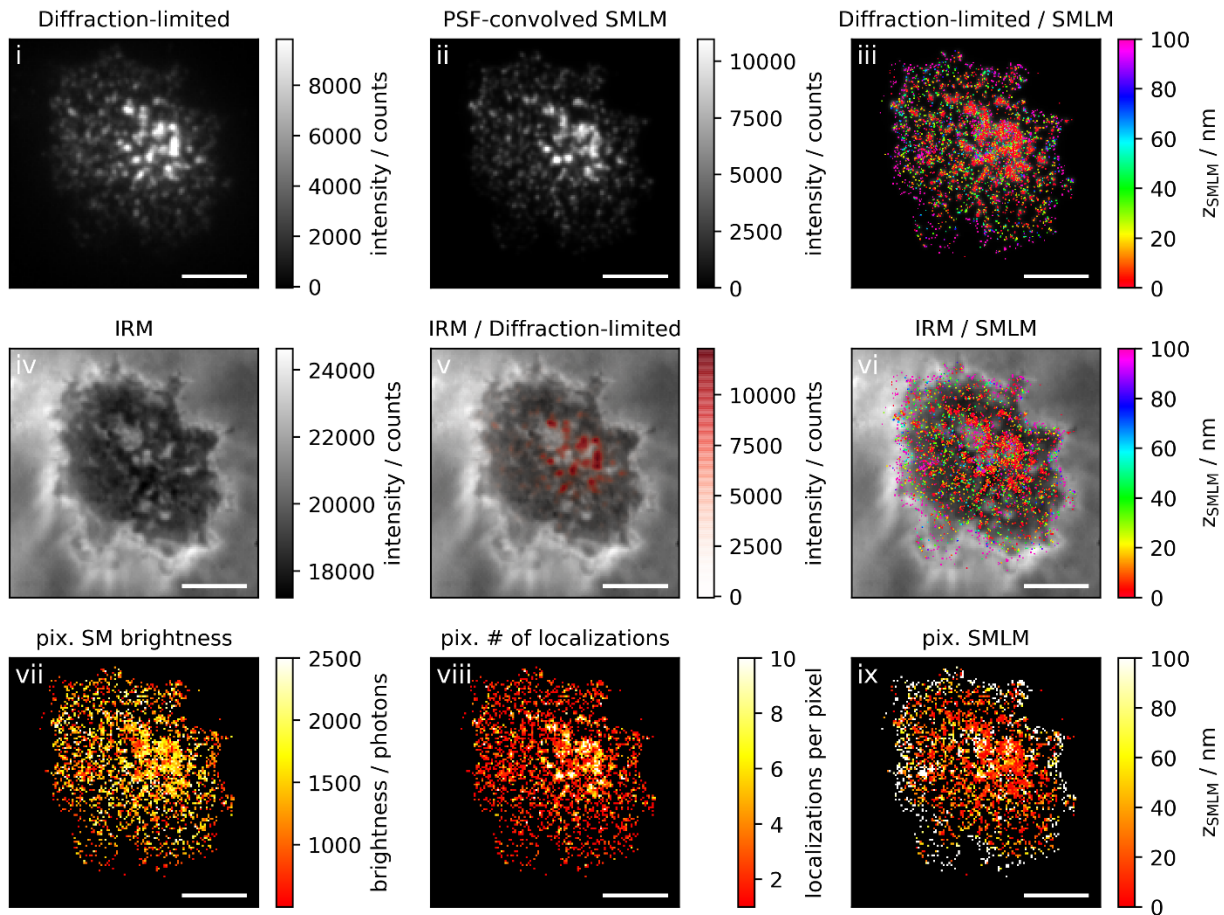 Diffraction-limited
i
8000
6000
4000
2000
0
intensity / counts
PSF-convolved SMLM
ii
10000
7500
5000
2500
0
intensity / counts
Diffraction-limited / SMLM
iii
100
80
60
40
20
0
zSMLM / nm
IRM
iv
24000
22000
20000
18000
intensity / counts
IRM / Diffraction-limited
v
10000
7500
5000
2500
0
intensity / counts
IRM / SMLM
vi
100
80
60
40
20
0
zSMLM / nm
pix. SM brightness
vii
2500
2000
1500
1000
brightness / photons
pix. # of localizations
viii
10
8
6
4
2
localizations per pixel
pix. SMLM
ix
100
80
60
40
20
0
zSMLM / nm